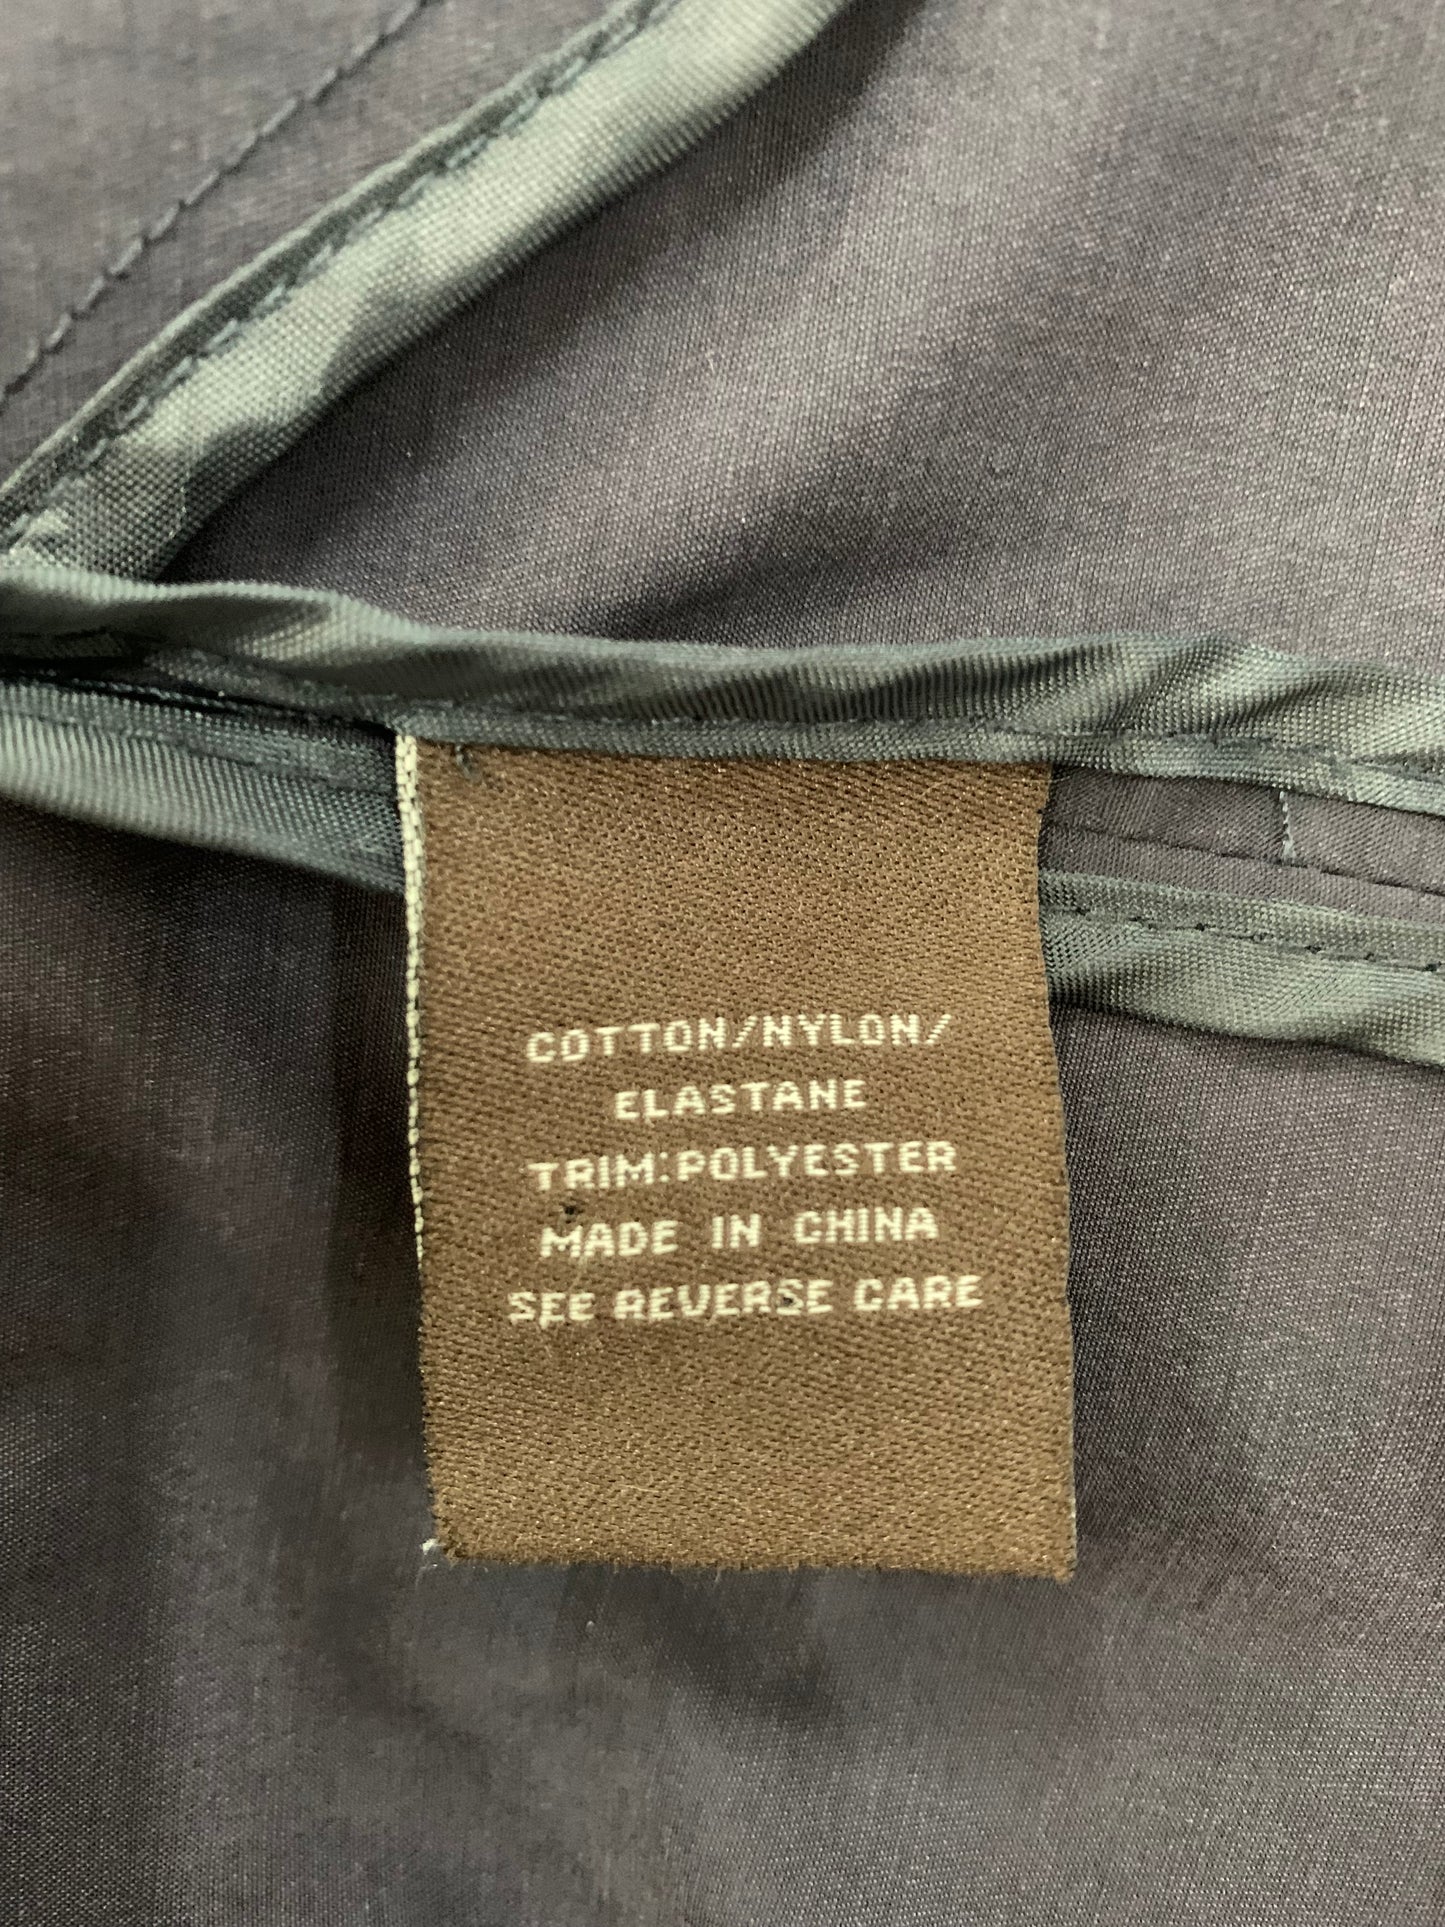 COTTON/NYLON/
ELASTANE
TRIM:POLYESTER
MADE IN CHINA
SEE REVERSE CARE